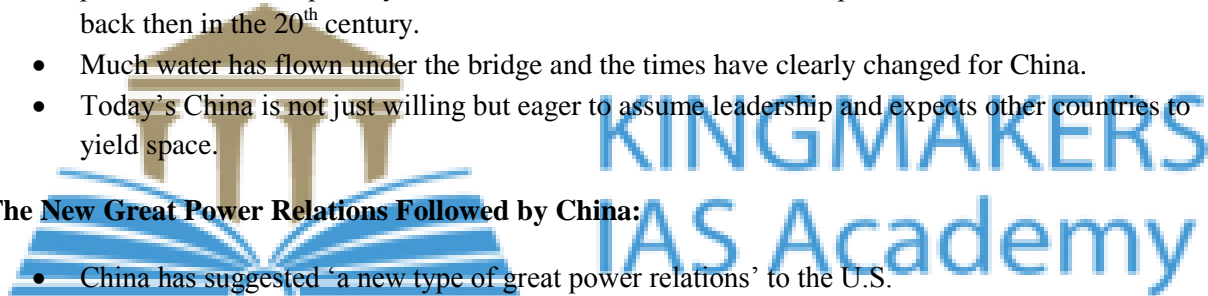 back then in the 20th century.
• Much water has flown under the bridge and the times have clearly changed for China.
• Today's China is not just willing but eager to assume leadership and expects other countries to
yield space.
KINGMAKERS
The New Great Power Relations Followed by China:
IAS Academy
• China has suggested 'a new type of great power relations' to the U.S.